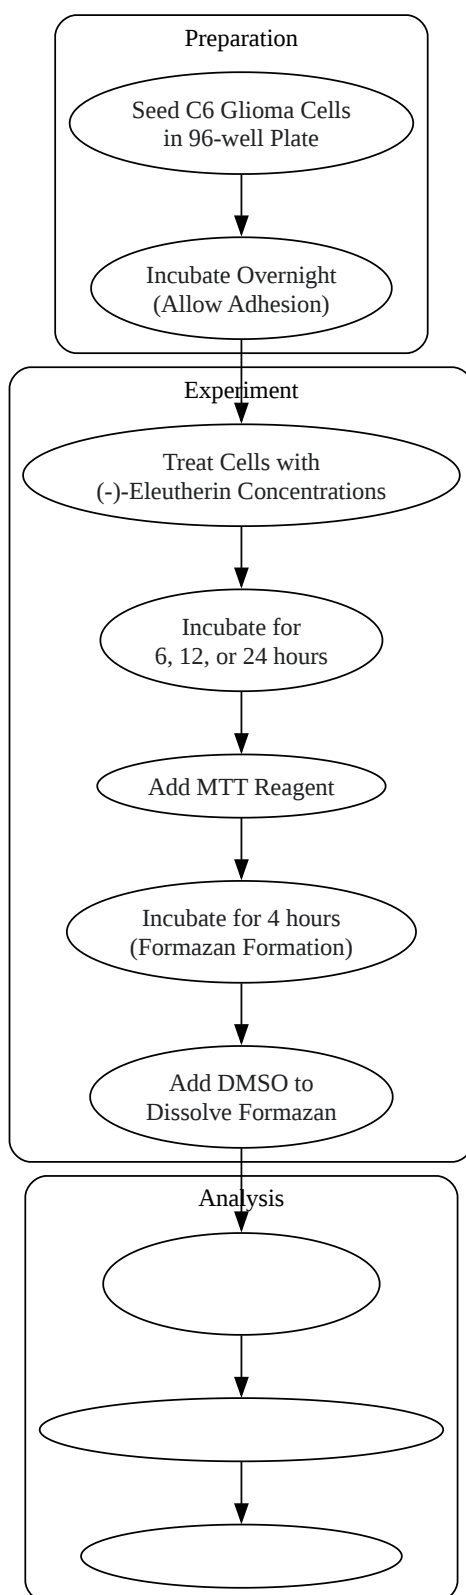 Preparation
Seed C6 Glioma Cells
in 96-well Plate
Incubate Overnight
(Allow Adhesion)
Experiment
Treat Cells with
(-)-Eleutherin Concentrations
Incubate for
6, 12, or 24 hours
Add MTT Reagent
Incubate for 4 hours
(Formazan Formation)
Add DMSO to
Dissolve Formazan
Analysis